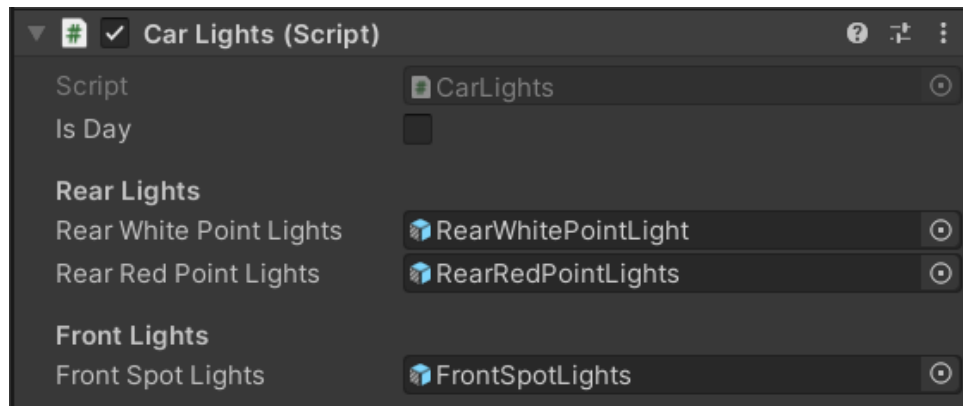 Car Lights (Script)
Script CarLights
Is Day
Rear Lights
Rear White Point Lights RearWhitePointLight
Rear Red Point Lights RearRedPointLights
Front Lights
Front Spot Lights FrontSpotLights